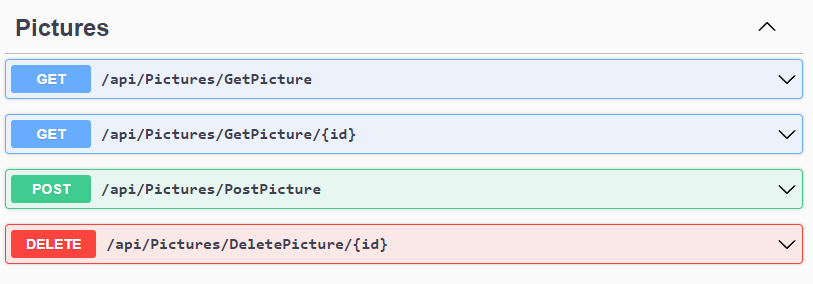 Pictures
GET /api/Pictures/GetPicture
GET /api/Pictures/GetPicture/{id}
POST /api/Pictures/PostPicture
DELETE /api/Pictures/DeletePicture/{id}